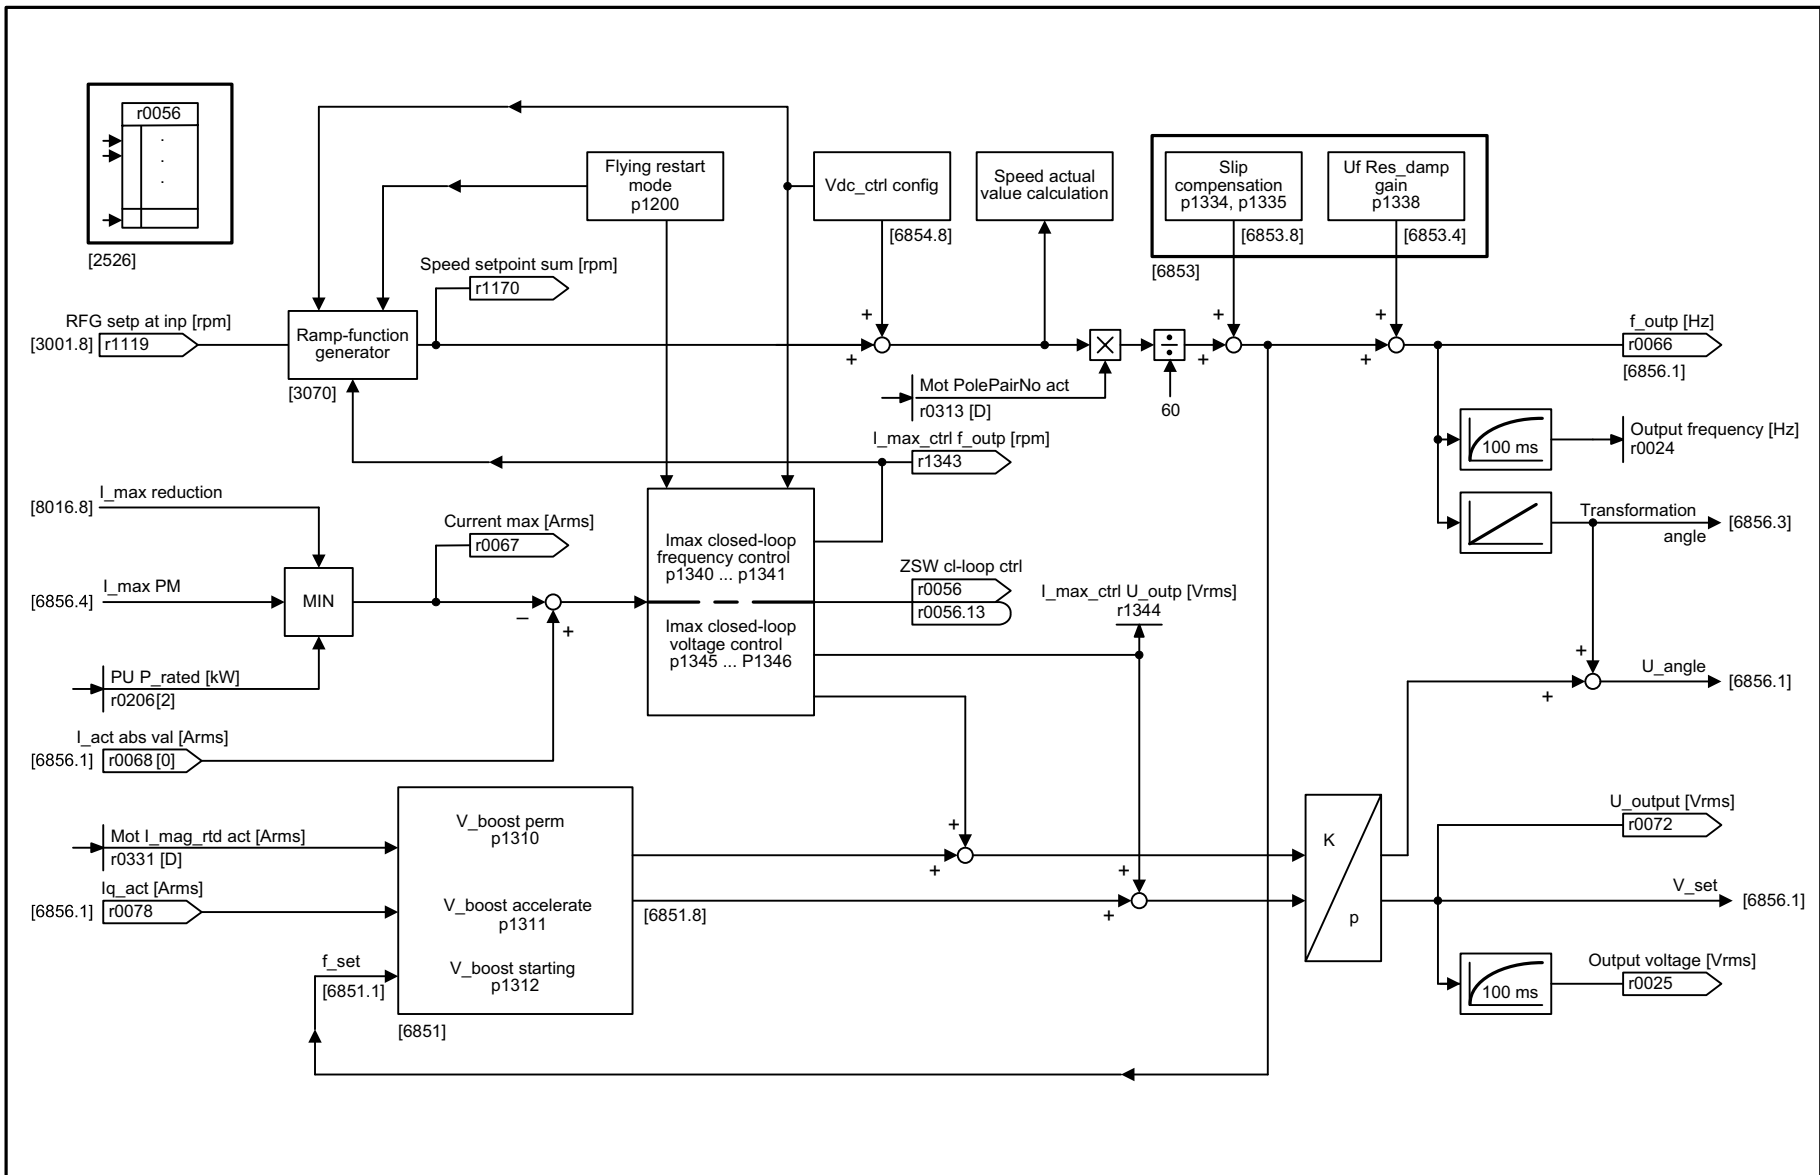 r0056
.
.
.
[2526]
Flying restart
mode
p1200
Vdc_ctrl config
[6854.8]
Speed actual
value calculation
Slip
compensation
p1334, p1335
[6853.8]
Uf Res_damp
gain
p1338
[6853.4]
[6853]
Speed setpoint sum [rpm]
r1170
RFG setp at inp [rpm]
[3001.8]
r1119
Ramp-function
generator
[3070]
+
+
+
+
+
+
×
÷
60
Mot PolePairNo act
r0313 [D]
f_outp [Hz]
r0066
[6856.1]
I_max_ctrl f_outp [rpm]
r1343
100 ms
Output frequency [Hz]
r0024
Transformation
angle
[6856.3]
I_max reduction
[8016.8]
Current max [Arms]
r0067
I_max PM
[6856.4]
MIN
–
+
PU P_rated [kW]
r0206[2]
I_act abs val [Arms]
[6856.1]
r0068 [0]
Imax closed-loop
frequency control
p1340 ... p1341
Imax closed-loop
voltage control
p1345 ... P1346
ZSW cl-loop ctrl
r0056
r0056.13
I_max_ctrl U_outp [Vrms]
r1344
+
+
U_angle
[6856.1]
Mot I_mag_rtd act [Arms]
r0331 [D]
Iq_act [Arms]
[6856.1]
r0078
f_set
[6851.1]
V_boost perm
p1310
V_boost accelerate
p1311
V_boost starting
p1312
[6851]
[6851.8]
+
+
+
+
K
p
U_output [Vrms]
r0072
V_set
[6856.1]
100 ms
Output voltage [Vrms]
r0025